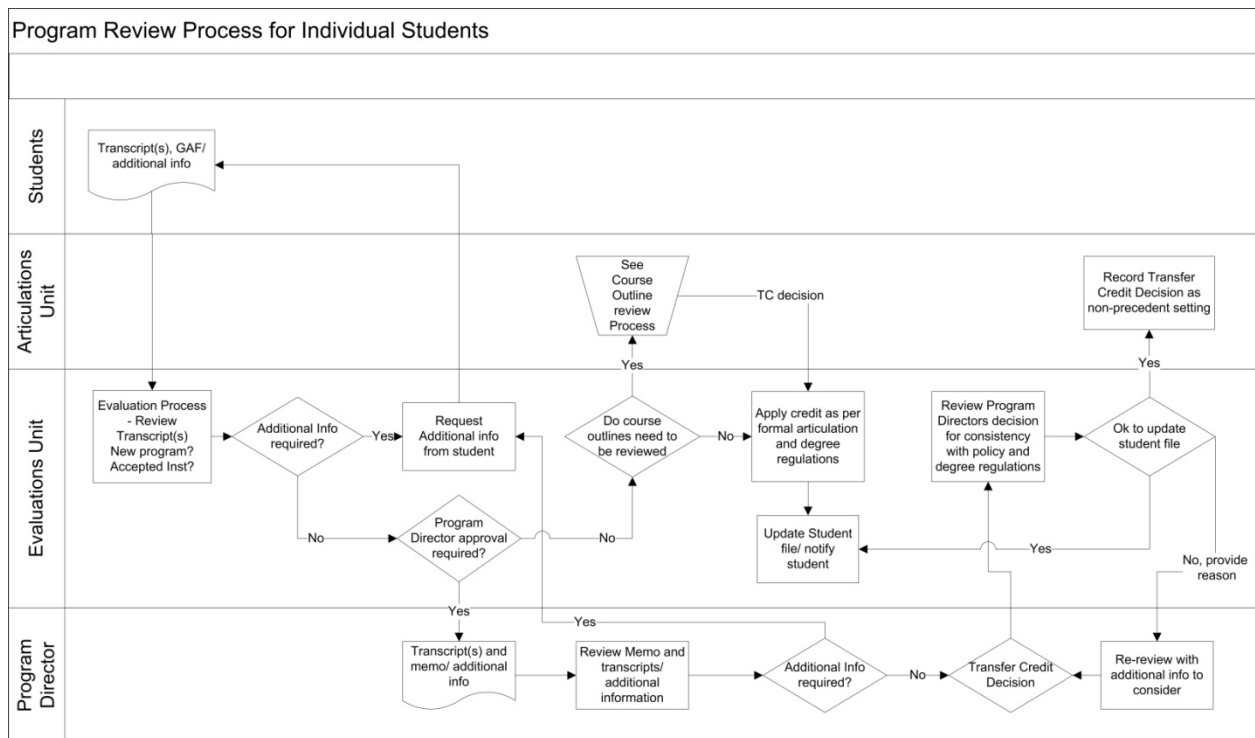 Program Review Process for Individual Students
Students
Transcript(s), GAF/
additional info
Articulations
Unit
See
Course
Outline
review
Process
TC decision
Record Transfer
Credit Decision as
non-precedent setting
Yes
Yes
Evaluations Unit
Evaluation Process
- Review
Transcript(s)
New program?
Accepted Inst?
Additional Info
required?
Yes
Request
Additional info
from student
Do course
outlines need to
be reviewed
No
Apply credit as per
formal articulation
and degree
regulations
Review Program
Directors decision
for consistency
with policy and
degree regulations
Ok to update
student file
No
Program
Director approval
required?
No
Update Student
file/ notify
student
Yes
No, provide
reason
Yes
Program
Director
Yes
Transcript(s) and
memo/ additional
info
Review Memo and
transcripts/
additional
information
Additional Info
required?
No
Transfer Credit
Decision
Re-review with
additional info to
consider